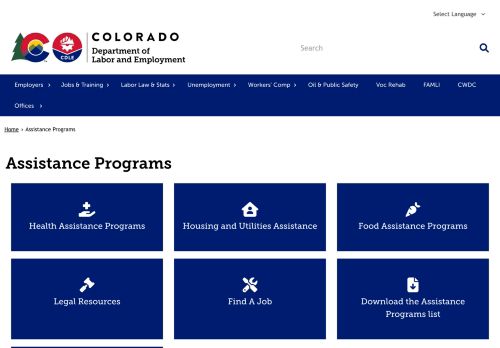 Select Language
COLORADO
Department of
Labor and Employment
CDLE
Search
Employers
Jobs & Training
Labor Law & Stats
Unemployment
Workers' Comp
Oil & Public Safety
Voc Rehab
FAMLI
CWDC
Offices
Home › Assistance Programs
Assistance Programs
Health Assistance Programs
Housing and Utilities Assistance
Food Assistance Programs
Legal Resources
Find A Job
Download the Assistance
Programs list